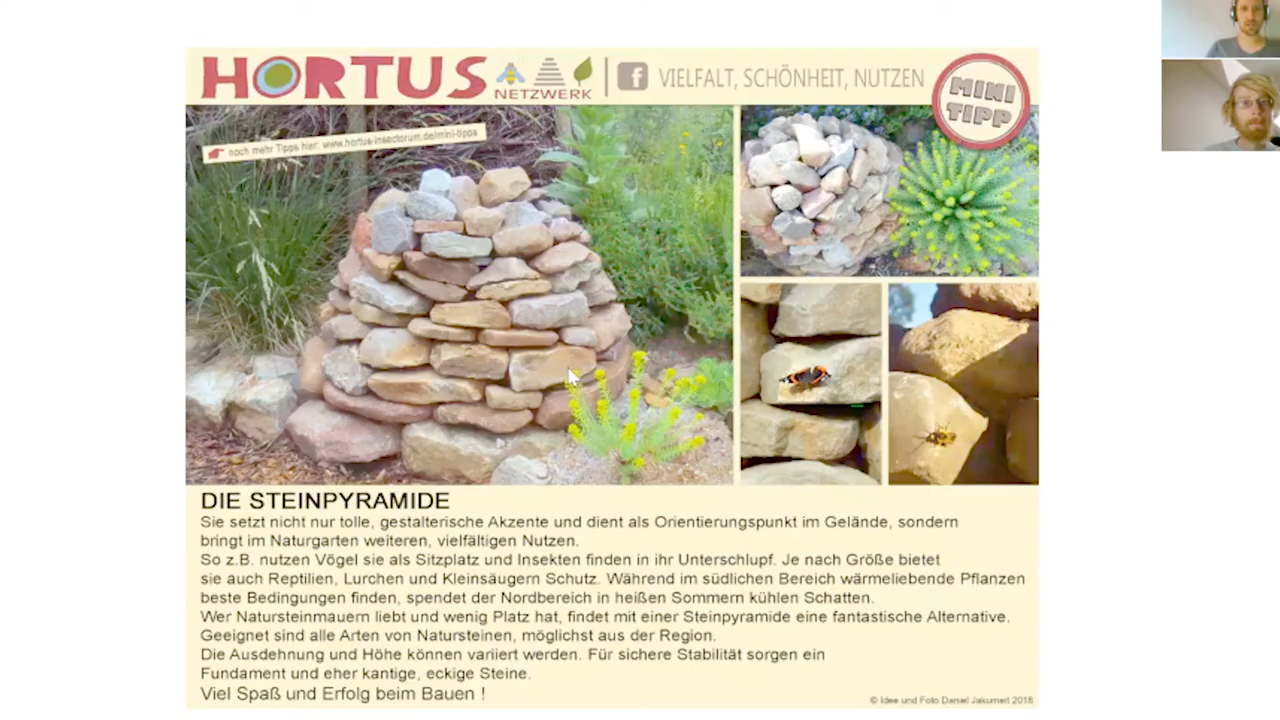 HORTUS
NETZWERK
f VIELFALT, SCHÖNHEIT, NUTZEN
MINI
TIPP
noch mehr Tipps hier: www.hortus-insectorum.de/mini-tipps
DIE STEINPYRAMIDE
Sie setzt nicht nur tolle, gestalterische Akzente und dient als Orientierungspunkt im Gelände, sondern
bringt im Naturgarten weiteren, vielfältigen Nutzen.
So z.B. nutzen Vögel sie als Sitzplatz und Insekten finden in ihr Unterschlupf. Je nach Größe bietet
sie auch Reptilien, Lurchen und Kleinsäugern Schutz. Während im südlichen Bereich wärmeliebende Pflanzen
beste Bedingungen finden, spendet der Nordbereich in heißen Sommern kühlen Schatten.
Wer Natursteinmauern liebt und wenig Platz hat, findet mit einer Steinpyramide eine fantastische Alternative.
Geeignet sind alle Arten von Natursteinen, möglichst aus der Region.
Die Ausdehnung und Höhe können variiert werden. Für sichere Stabilität sorgen ein
Fundament und eher kantige, eckige Steine.
Viel Spaß und Erfolg beim Bauen !
© Idee und Foto Daniel Jakumeit 2018